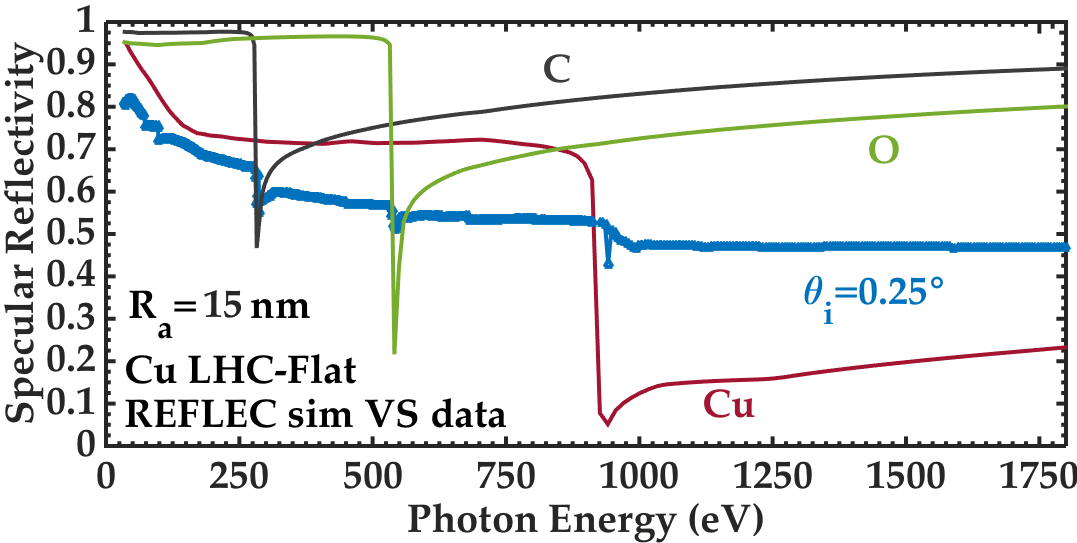 1
0.9
0.8
0.7
0.6
0.5
0.4
0.3
0.2
0.1
0
Specular Reflectivity
C
O
Cu
θi=0.25°
Ra=15 nm
Cu LHC-Flat
REFLEC sim VS data
0 250 500 750 1000 1250 1500 1750
Photon Energy (eV)